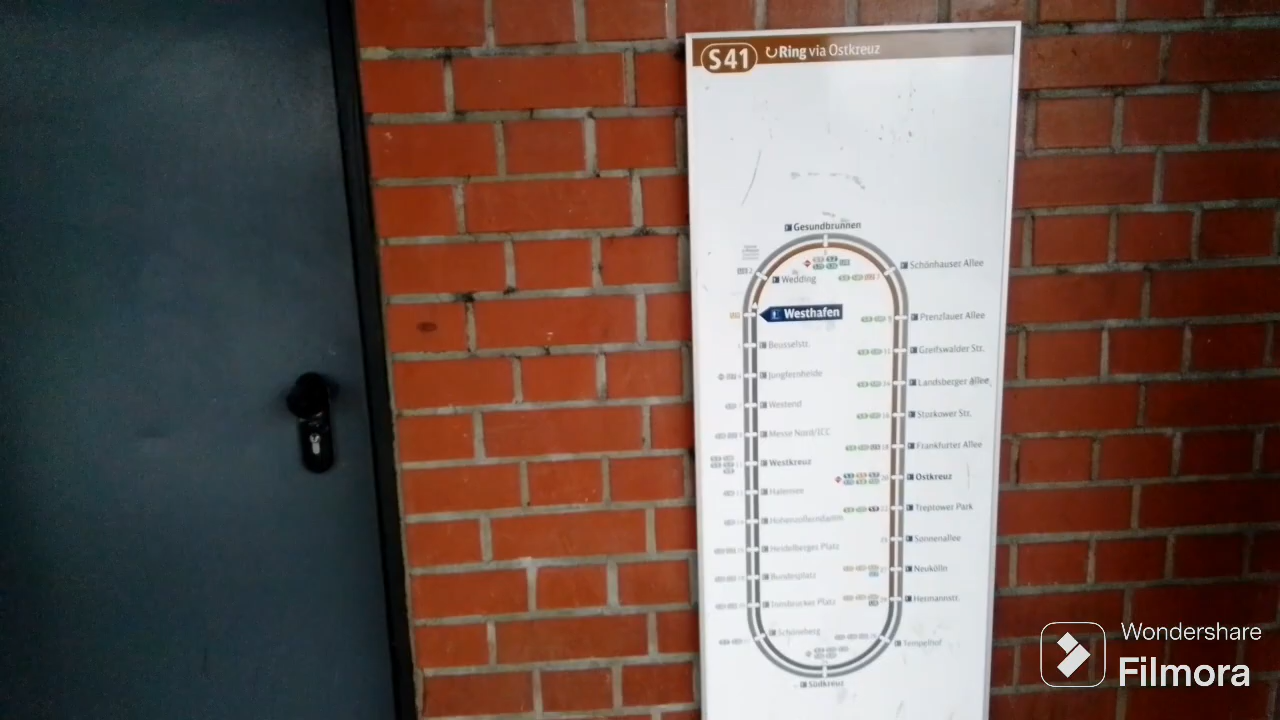 S41 Ring via Ostkreuz
Gesundbrunnen
Schönhauser Allee
Wedding
Westhafen
Prenzlauer Allee
Beusselstr.
Greifswalder Str.
Jungfernheide
Landsberger Allee
Westend
Storkower Str.
Messe Nord/ICC
Frankfurter Allee
Westkreuz
Ostkreuz
Halensee
Treptower Park
Hohenzollerndamm
Sonnenallee
Heidelberger Platz
Neukölln
Bundesplatz
Hermannstr.
Innsbrucker Platz
Schöneberg
Tempelhof
Südkreuz
Wondershare
Filmora